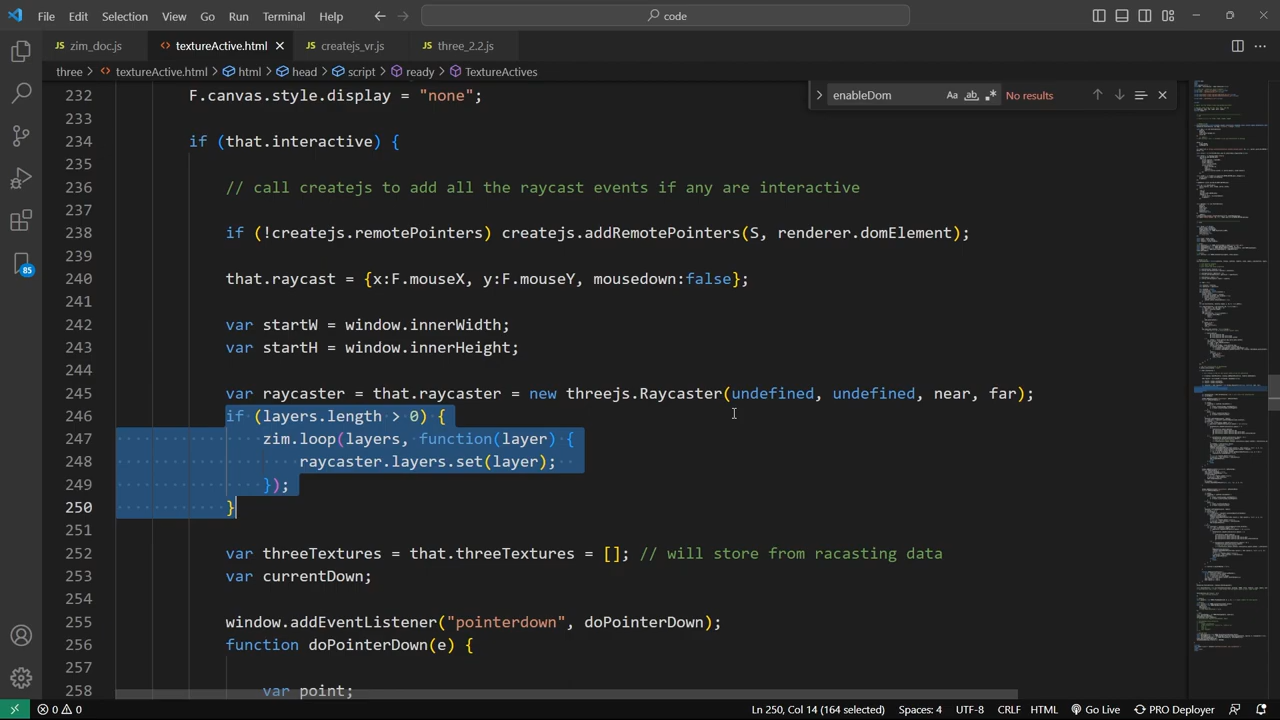 File Edit Selection View Go Run Terminal Help
code
zim_doc.js textureActive.html createjs_vr.js three_2.2.js
three > textureActive.html > html > head > script > ready > TextureActives
enableDom ab No results
232 F.canvas.style.display = "none";
233
234 if (that.interactive) {
235
236 // call createjs to add all the raycast events if any are interactive
237
238 if (!createjs.remotePointers) createjs.addRemotePointers(S, renderer.domElement);
239
240 that.raycast = {x:F.mouseX, y:F.mouseY, mousedown:false};
241
242 var startW = window.innerWidth;
243 var startH = window.innerHeight;
244
245 var raycaster = that.raycaster = new threejs.Raycaster(undefined, undefined, near, far);
246 if (layers.length > 0) {
247 zim.loop(layers, function(layer) {
248 raycaster.layers.set(layer);
249 });
250 }
251
252 var threeTextures = that.threeTextures = []; // will store from racasting data
253 var currentDown;
254
255 window.addEventListener("pointerdown", doPointerDown);
256 function doPointerDown(e) {
257
258 var point;
85
0 0 Ln 250, Col 14 (164 selected) Spaces: 4 UTF-8 CRLF HTML Go Live PRO Deployer